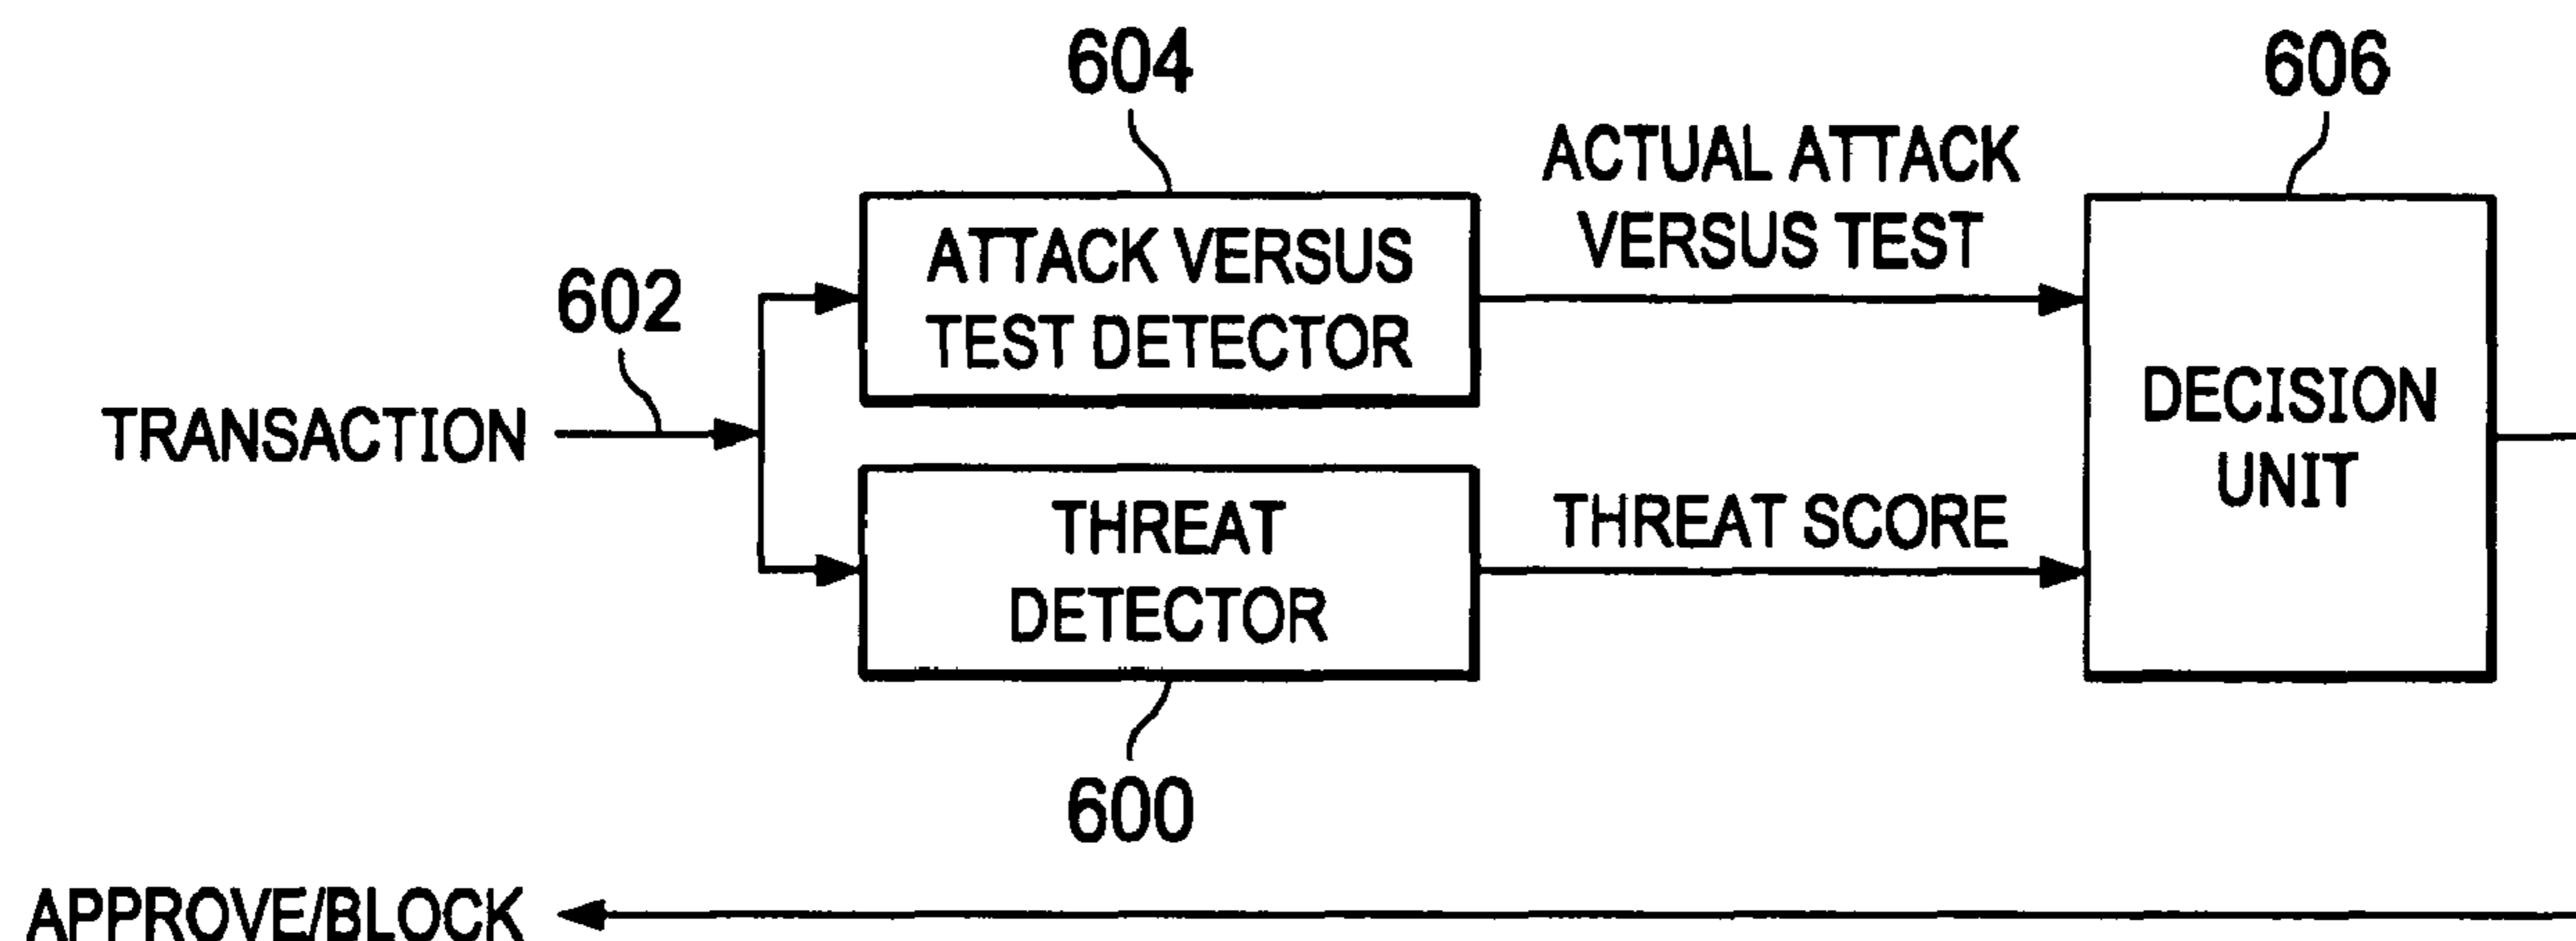 604
606
ACTUAL ATTACK
VERSUS TEST
602
ATTACK VERSUS
TEST DETECTOR
TRANSACTION
DECISION
UNIT
THREAT
DETECTOR
THREAT SCORE
600
APPROVE/BLOCK